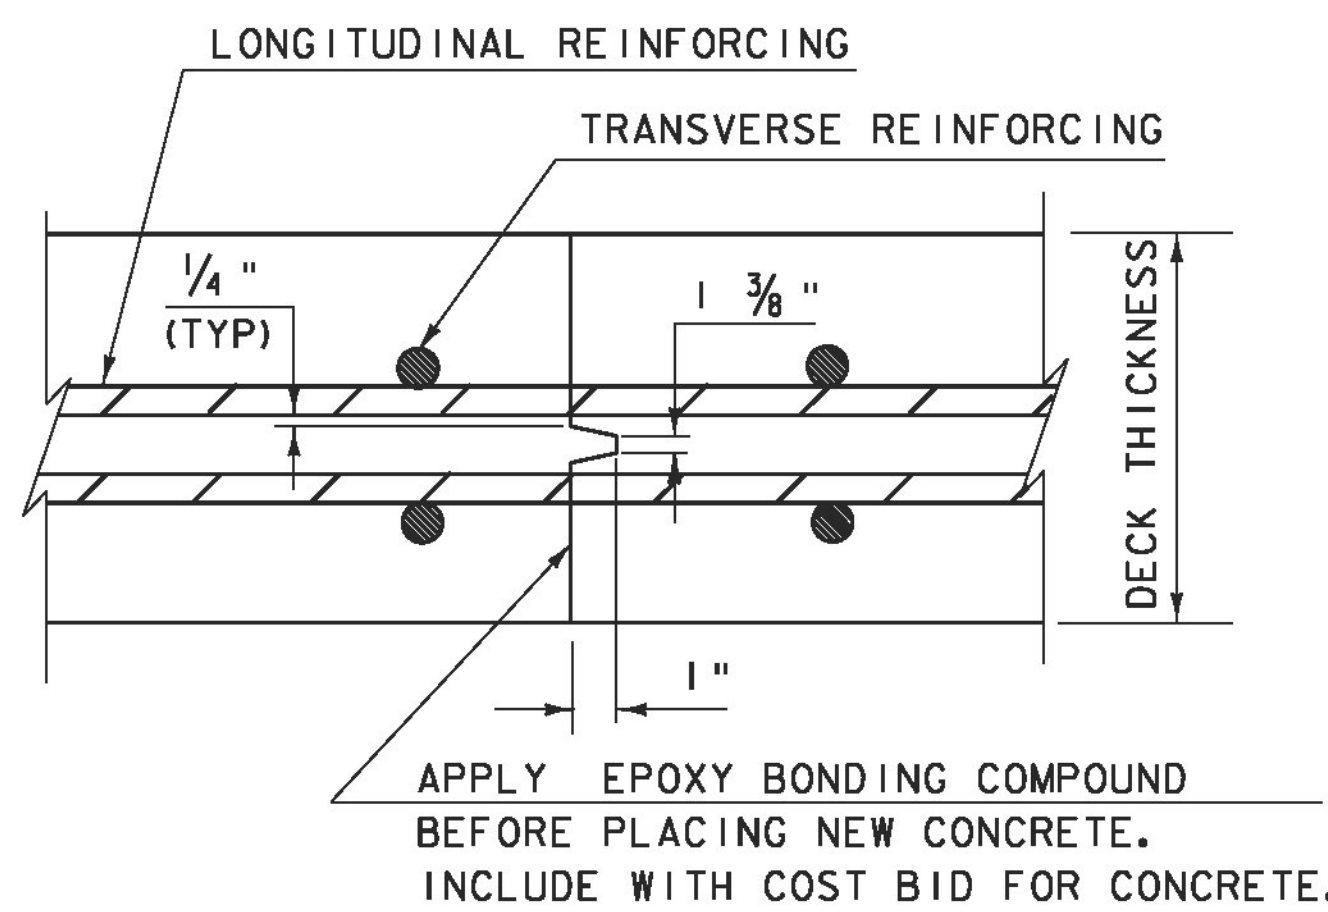 LONGITUDINAL REINFORCING
TRANSVERSE REINFORCING
1/4 "
(TYP)
1 3/8 "
DECK THICKNESS
1 "
APPLY EPOXY BONDING COMPOUND
BEFORE PLACING NEW CONCRETE.
INCLUDE WITH COST BID FOR CONCRETE.